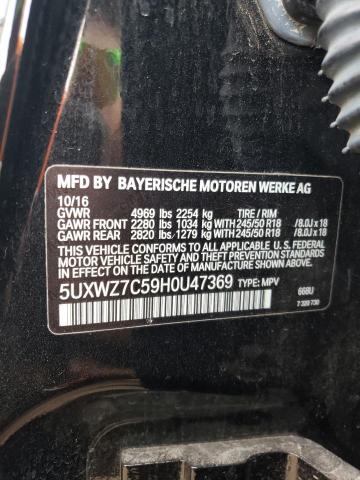 MFD BY BAYERISCHE MOTOREN WERKE AG
10/16
GVWR 4969 lbs 2254 kg TIRE / RIM
GAWR FRONT 2280 lbs 1034 kg WITH 245/50 R18 /8.0J x 18
GAWR REAR 2820 lbs 1279 kg WITH 245/50 R18 /8.0J x 18
THIS VEHICLE CONFORMS TO ALL APPLICABLE U.S. FEDERAL
MOTOR VEHICLE SAFETY AND THEFT PREVENTION STANDARDS
IN EFFECT ON THE DATE OF MANUFACTURE SHOWN ABOVE.
5UXWZ7C59H0U47369 TYPE: MPV
668U
7 320 730